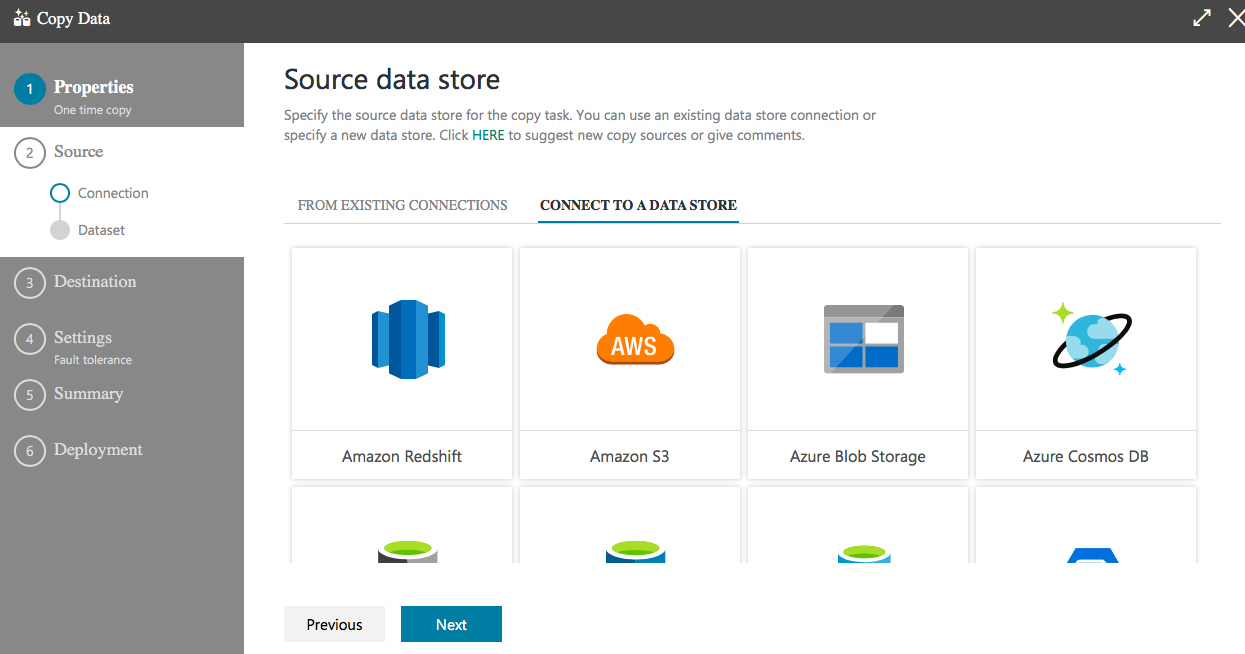 Copy Data
1
Properties
One time copy
2
Source
Connection
Dataset
3
Destination
4
Settings
Fault tolerance
5
Summary
6
Deployment
Source data store
Specify the source data store for the copy task. You can use an existing data store connection or
specify a new data store. Click HERE to suggest new copy sources or give comments.
FROM EXISTING CONNECTIONS
CONNECT TO A DATA STORE
AWS
Amazon Redshift
Amazon S3
Azure Blob Storage
Azure Cosmos DB
Previous
Next